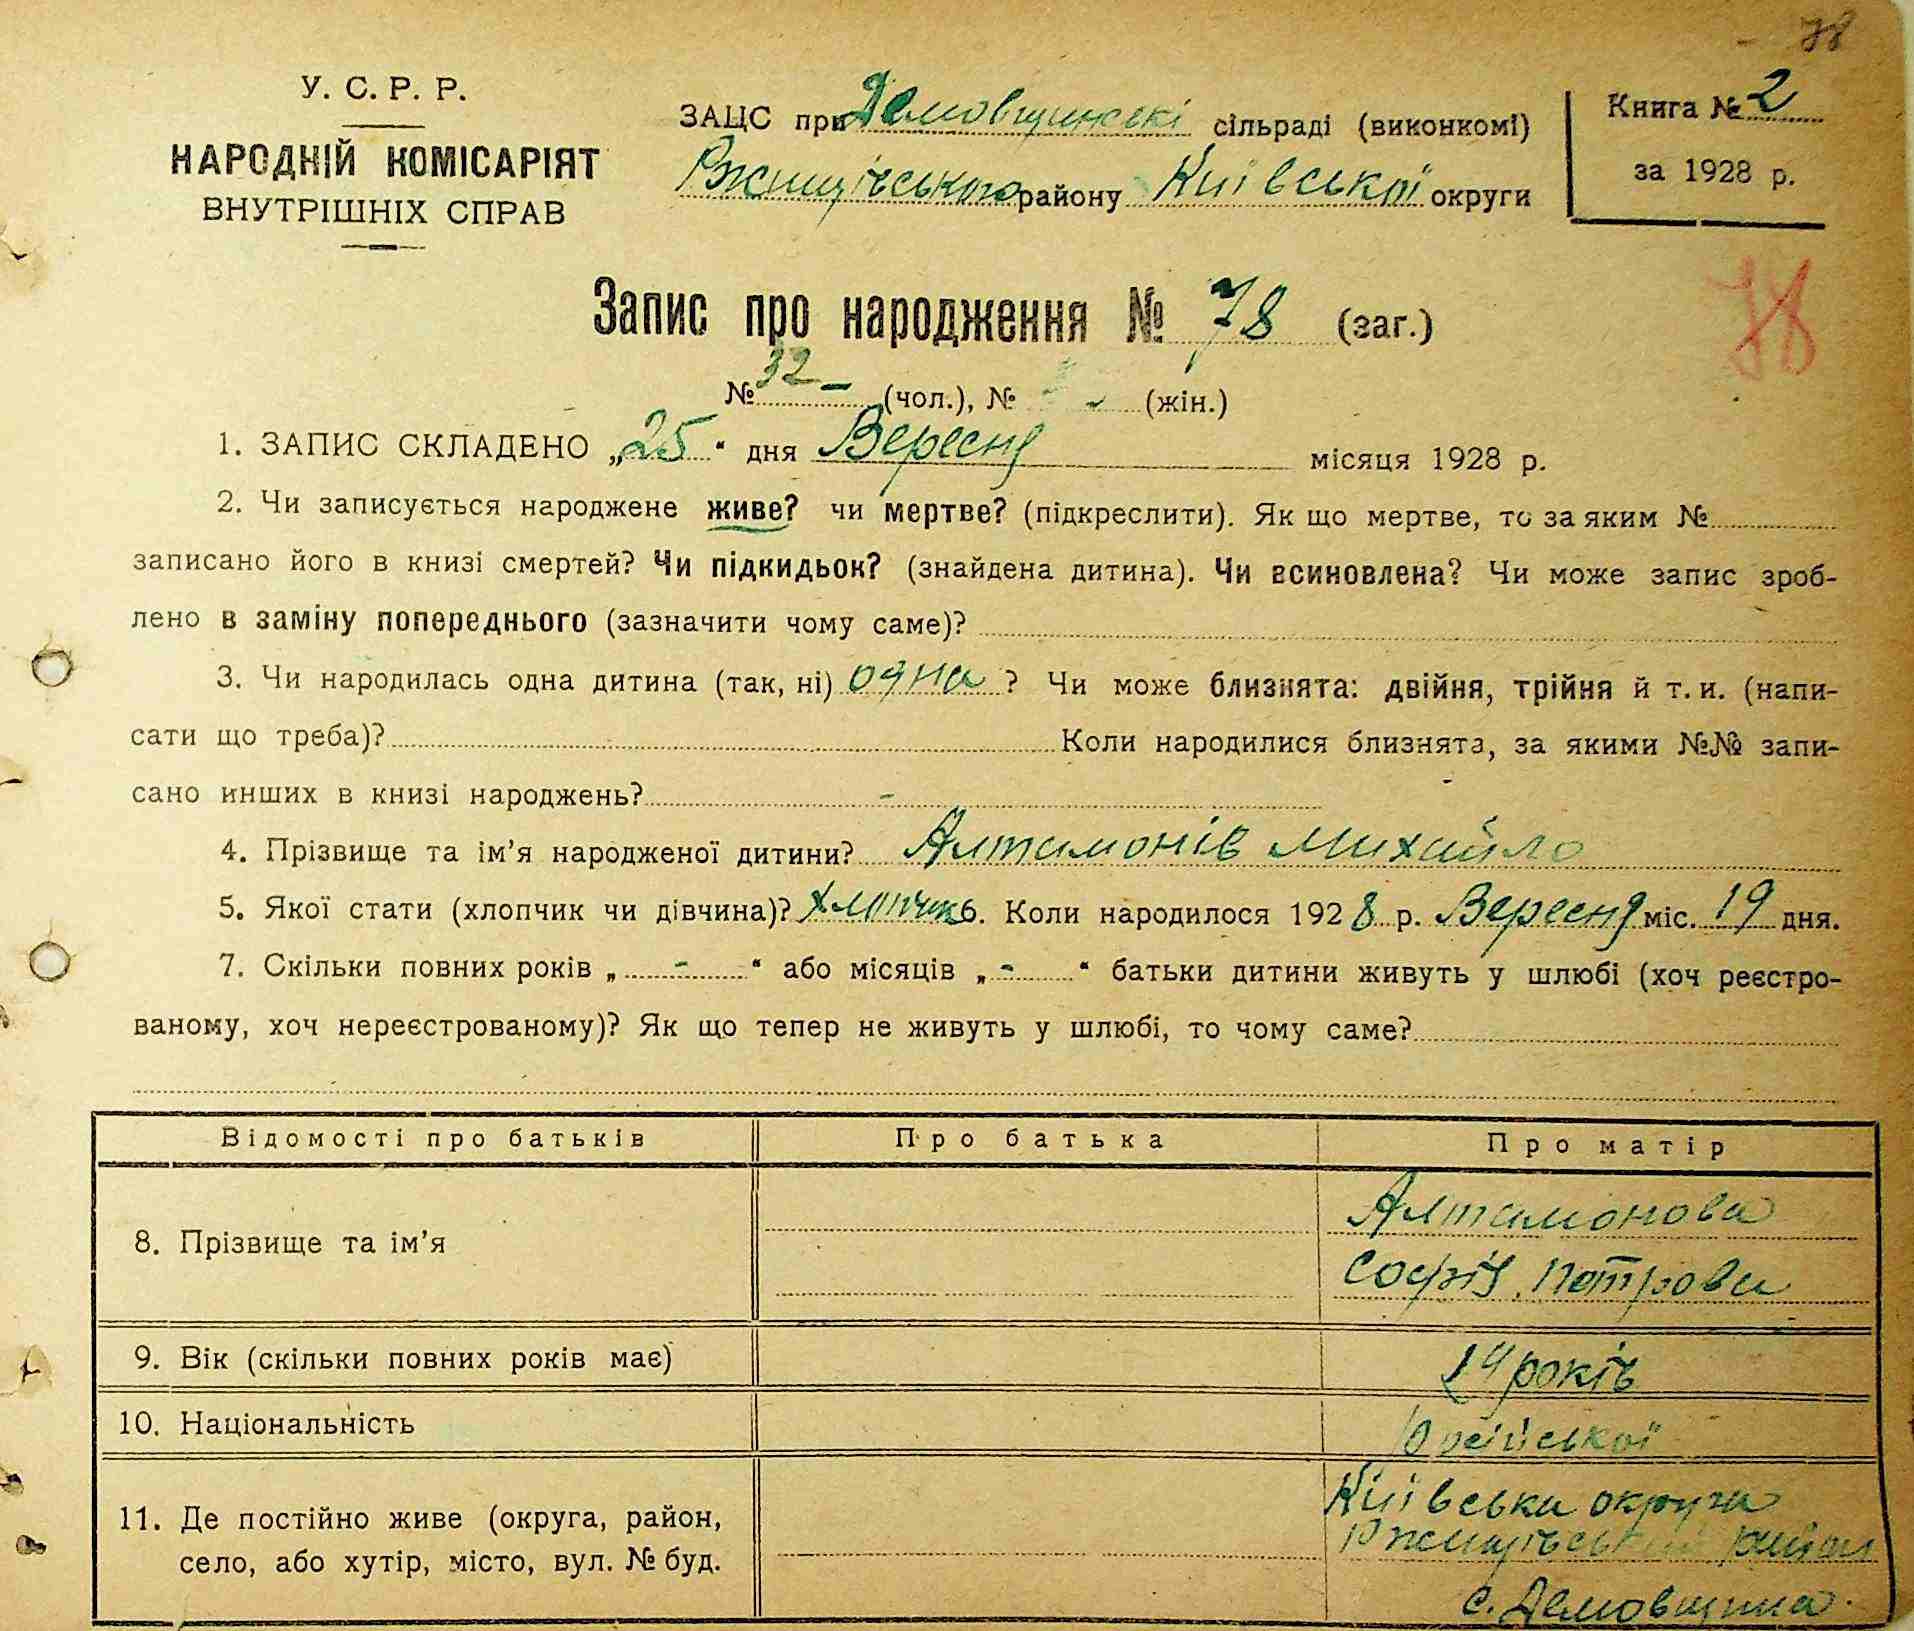 78
У. С. Р. Р.
НАРОДНІЙ КОМІСАРІЯТ
ВНУТРІШНІХ СПРАВ
ЗАЦС при Демовщинскі сільраді (виконкомі)
Ржищівського району Київської округи
Книга № 2
за 1928 р.
Запис про народження № 78 (заг.)
78
№ 32 – (чол.), № (жін.)
1. ЗАПИС СКЛАДЕНО „25" дня Вересня місяця 1928 р.
2. Чи записується народжене живе? чи мертве? (підкреслити). Як що мертве, то за яким №
записано його в книзі смертей? Чи підкидьок? (знайдена дитина). Чи всиновлена? Чи може запис зроб-
лено в заміну попереднього (зазначити чому саме)?
3. Чи народилась одна дитина (так, ні) одна ? Чи може близнята: двійня, трійня й т. и. (напи-
сати що треба)? Коли народилися близнята, за якими №№ запи-
сано инших в книзі народжень? -
4. Прізвище та ім'я народженої дитини? Алтамонів Михайло
5. Якої стати (хлопчик чи дівчина)? Хлопчик 6. Коли народилося 1928 р. Вересня міс. 19 дня.
7. Скільки повних років „ - " або місяців „ - " батьки дитини живуть у шлюбі (хоч реєстро-
ваному, хоч нереєстрованому)? Як що тепер не живуть у шлюбі, то чому саме?
Відомості про батьків Про батька Про матір
8. Прізвище та ім'я
Алтамонова
Софія Петрова
9. Вік (скільки повних років має) років
10. Національність
11. Де постійно живе (округа, район,
село, або хутір, місто, вул. № буд.
Київська округа
Ржищівський район
с. Демовщина.